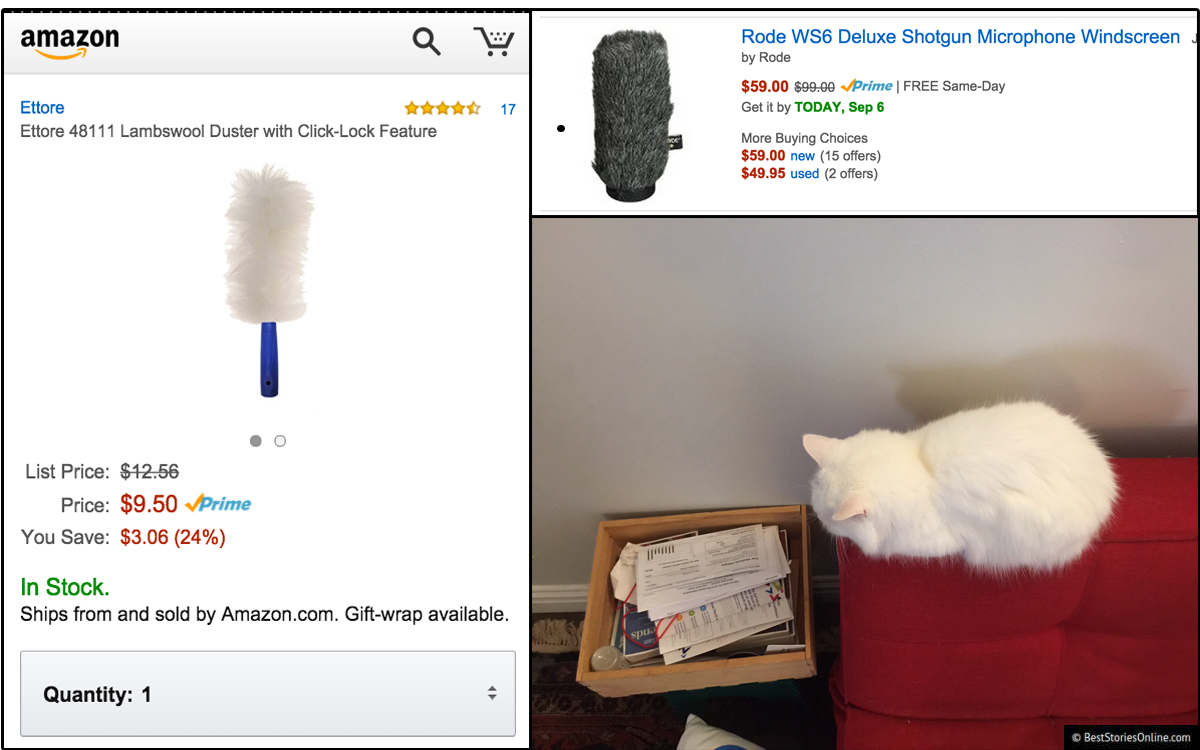 amazon
Ettore
17
Ettore 48111 Lambswool Duster with Click-Lock Feature
List Price: $12.56
Price: $9.50 Prime
You Save: $3.06 (24%)
In Stock.
Ships from and sold by Amazon.com. Gift-wrap available.
Quantity: 1
Rode WS6 Deluxe Shotgun Microphone Windscreen
by Rode
$59.00 $99.00 Prime | FREE Same-Day
Get it by TODAY, Sep 6
More Buying Choices
$59.00 new (15 offers)
$49.95 used (2 offers)
© BestStoriesOnline.com